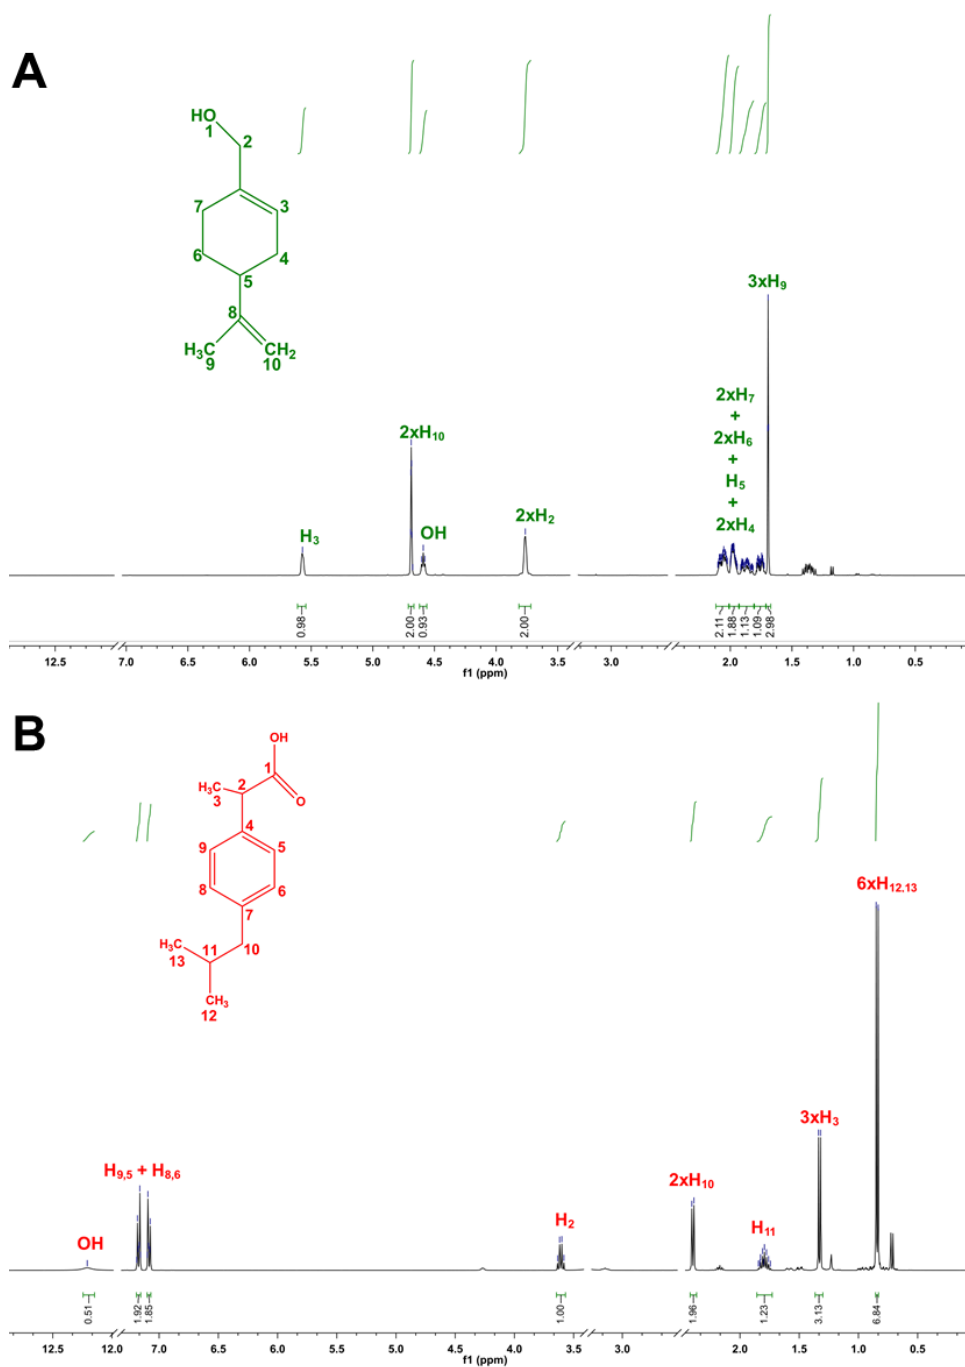 A
HO
1
2
3
7
6
4
5
8
H₃C
9
CH₂
10
3xH₉
2xH₇
+
2xH₆
+
H₅
+
2xH₄
2xH₁₀
OH
2xH₂
H₃
0.98
2.00
0.93
2.00
2.11
1.88
1.13
1.09
2.98
12.5 7.0 6.5 6.0 5.5 5.0 4.5 4.0 3.5 3.0 2.0 1.5 1.0 0.5
f1 (ppm)
B
OH
1
O
H₃C 2
3
4
9 5
8 6
7
H₃C 11 10
13
CH₃
12
6xH₁₂,₁₃
3xH₃
H₉,₅ + H₈,₆
2xH₁₀
H₂
H₁₁
OH
0.51
1.92
1.85
1.00
1.96
1.23
3.13
6.84
12.5 12.0 7.0 6.5 6.0 5.5 5.0 4.5 4.0 3.5 3.0 2.0 1.5 1.0 0.5
f1 (ppm)